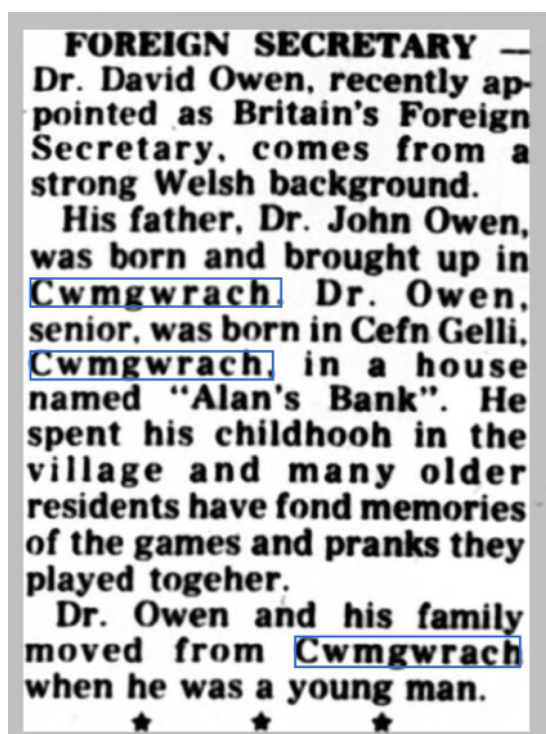 FOREIGN SECRETARY —
Dr. David Owen, recently ap-
pointed as Britain's Foreign
Secretary, comes from a
strong Welsh background.
His father, Dr. John Owen,
was born and brought up in
Cwmgwrach. Dr. Owen,
senior, was born in Cefn Gelli,
Cwmgwrach, in a house
named “Alan's Bank”. He
spent his childhooh in the
village and many older
residents have fond memories
of the games and pranks they
played togeher.
Dr. Owen and his family
moved from Cwmgwrach
when he was a young man.
★ ★ ★